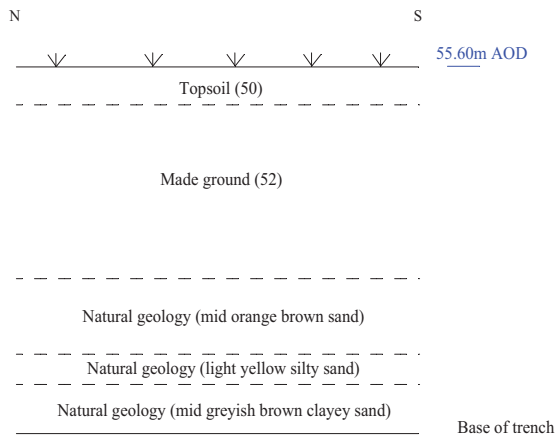 N
S
55.60m AOD
Topsoil (50)
Made ground (52)
Natural geology (mid orange brown sand)
Natural geology (light yellow silty sand)
Natural geology (mid greyish brown clayey sand)
Base of trench